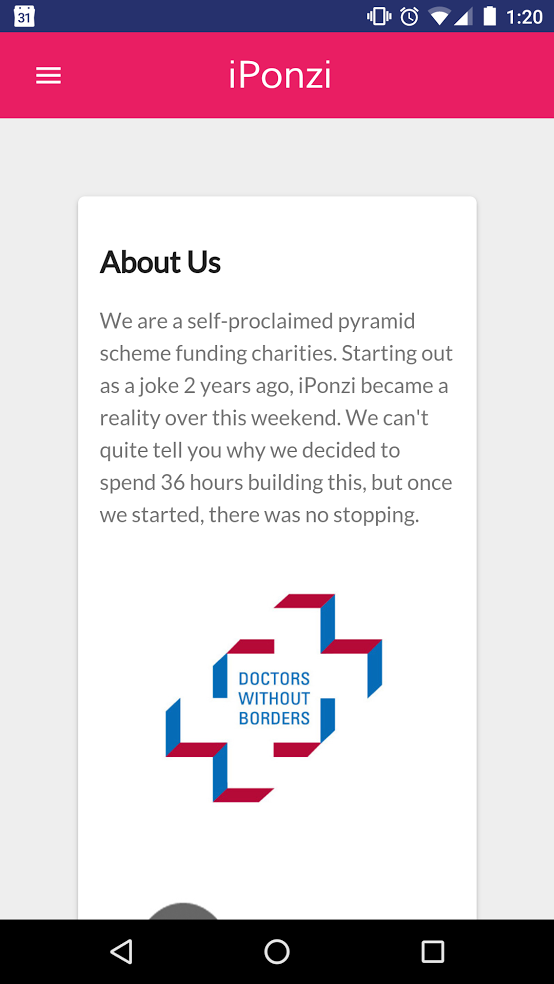 31
1:20
iPonzi
About Us
We are a self-proclaimed pyramid
scheme funding charities. Starting out
as a joke 2 years ago, iPonzi became a
reality over this weekend. We can't
quite tell you why we decided to
spend 36 hours building this, but once
we started, there was no stopping.
DOCTORS
WITHOUT
BORDERS